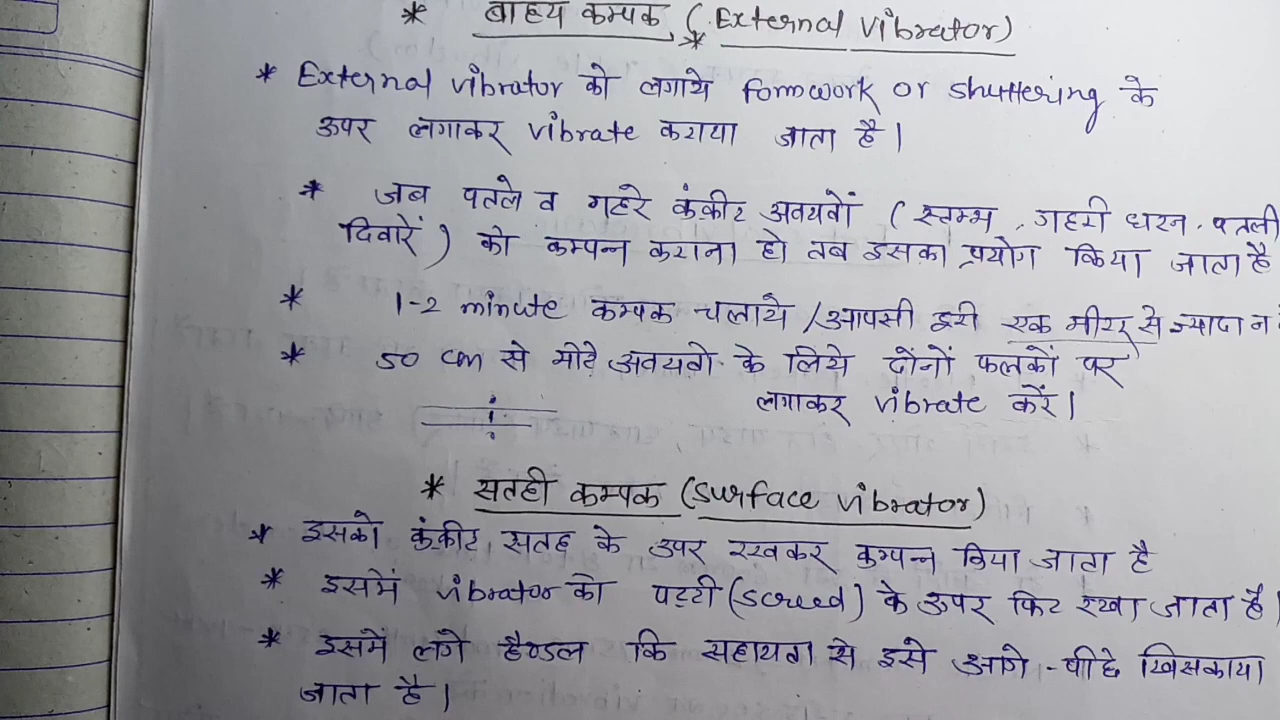 * बाह्य कम्पक (External Vibrator)
* External vibrator को लगाये formwork or shuttering के
ऊपर लगाकर vibrate कराया जाता है।
* जब पतले व गहरे कंक्रीट अवयवों ( स्तम्भ , गहरी धरन , पतली
दिवारें ) को कम्पन्न कराना हो तब इसका प्रयोग किया जाता है
* 1-2 minute कम्पक चलाये / आपसी दूरी एक मीटर से ज्यादा न
* 50 cm से मोटे अवयवो के लिये दोंनों फलकों पर
लगाकर vibrate करें।
* सतही कम्पक (Surface Vibrator)
* इसको कंक्रीट सतह के उपर रखकर कम्पन्न किया जाता है
* इसमें vibrator को पट्टी (screed) के ऊपर फिट रखा जाता है।
* इसमें लगे हैण्डल कि सहायता से इसे आगे - पीछे खिसकाया
जाता है।